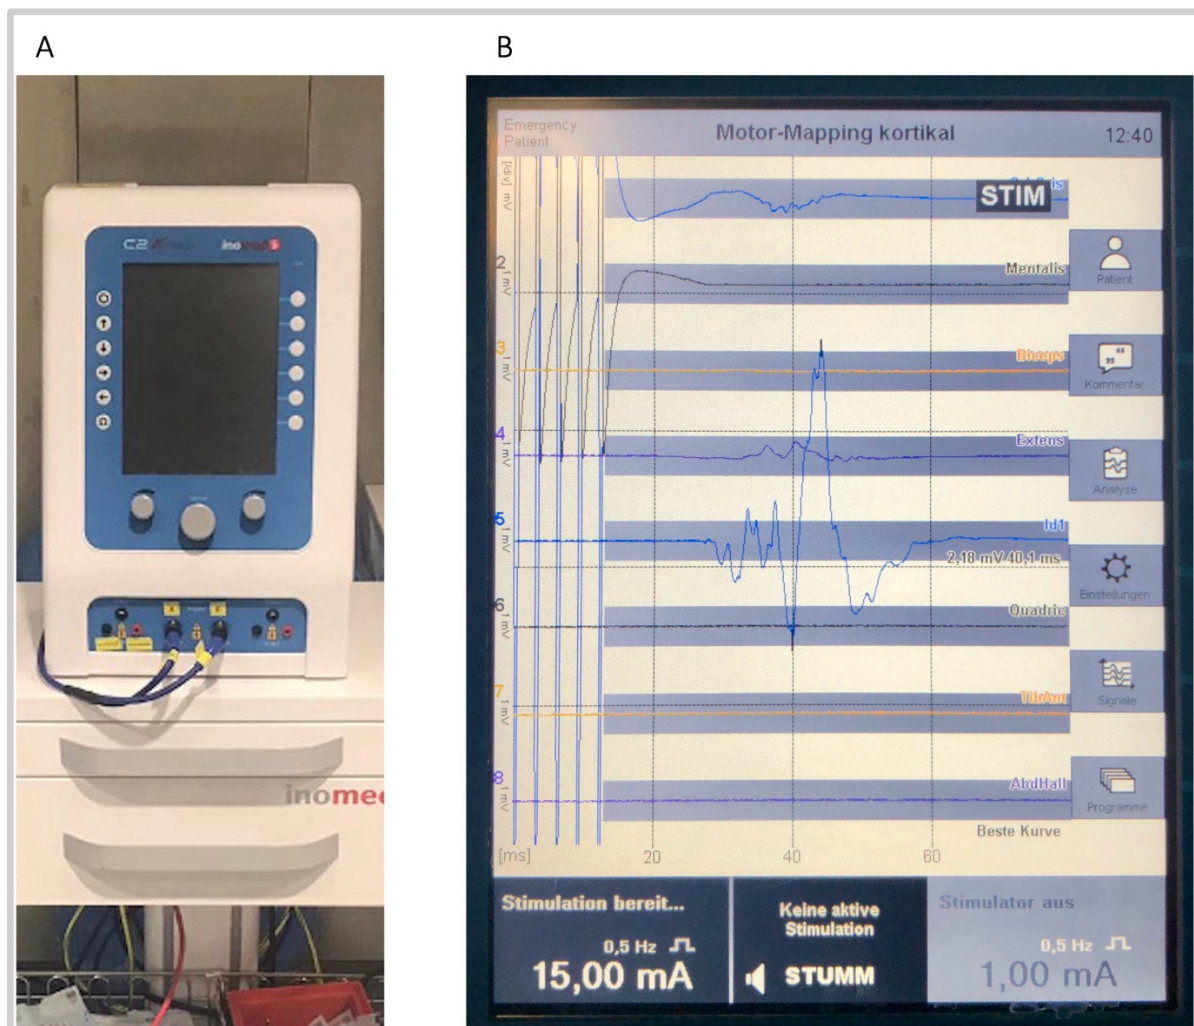 A
B
C2
inomed
inomed
Emergency
Patient
Motor-Mapping kortikal
12:40
STIM
2
1 mV
Mentalis
Patient
3
1 mV
Biceps
Kommentar
4
1 mV
Extens
Analyse
5
1 mV
Id1
2,18 mV 40,1 ms
Einstellungen
6
1 mV
Quadric
7
1 mV
TibAnt
Signale
8
1 mV
AbdHall
Programme
Beste Kurve
[ms]
20
40
60
Stimulation bereit...
0,5 Hz
15,00 mA
Keine aktive
Stimulation
STUMM
Stimulator aus
0,5 Hz
1,00 mA